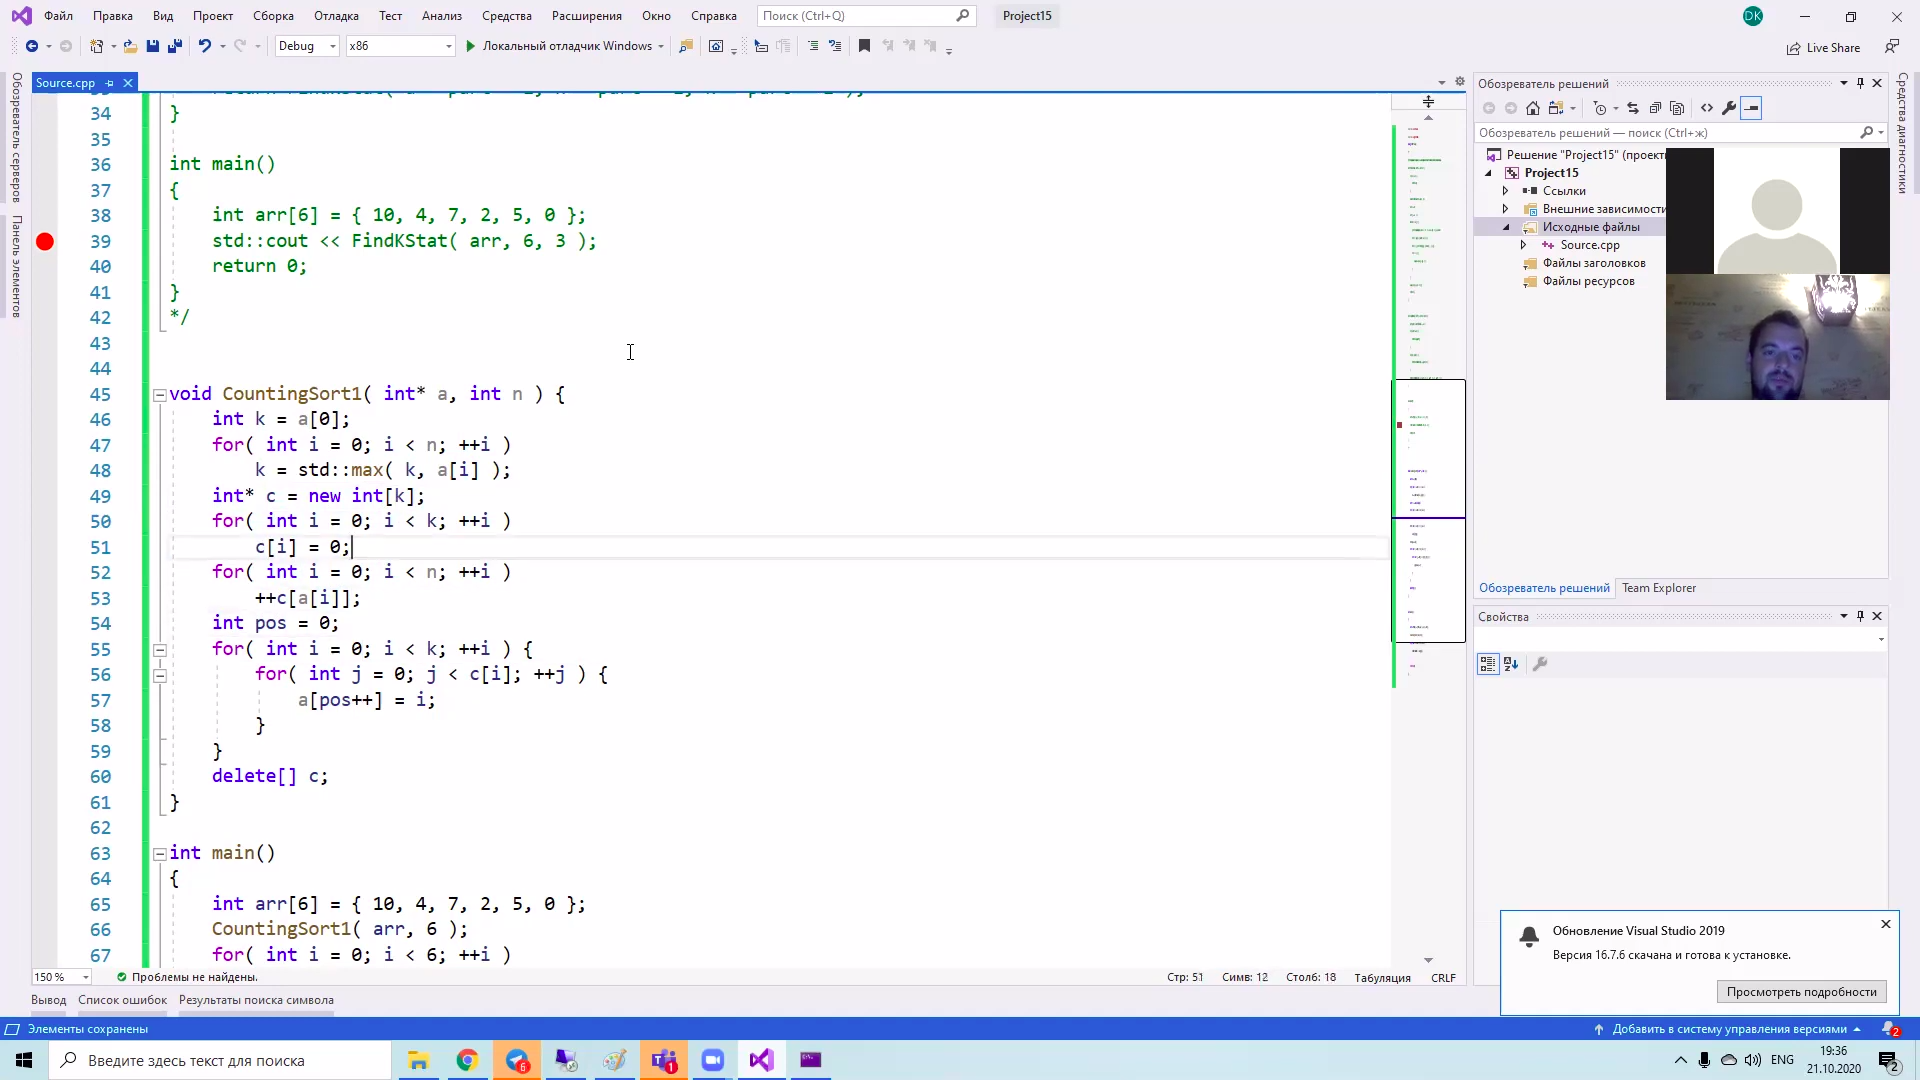 Файл Правка Вид Проект Сборка Отладка Тест Анализ Средства Расширения Окно Справка Поиск (Ctrl+Q) Project15 DK
Debug x86 Локальный отладчик Windows Live Share
Source.cpp
Обозреватель серверов
Панель элементов
34 }
35
36 int main()
37 {
38 int arr[6] = { 10, 4, 7, 2, 5, 0 };
39 std::cout << FindKStat( arr, 6, 3 );
40 return 0;
41 }
42 */
43
44
45 void CountingSort1( int* a, int n ) {
46 int k = a[0];
47 for( int i = 0; i < n; ++i )
48 k = std::max( k, a[i] );
49 int* c = new int[k];
50 for( int i = 0; i < k; ++i )
51 c[i] = 0;
52 for( int i = 0; i < n; ++i )
53 ++c[a[i]];
54 int pos = 0;
55 for( int i = 0; i < k; ++i ) {
56 for( int j = 0; j < c[i]; ++j ) {
57 a[pos++] = i;
58 }
59 }
60 delete[] c;
61 }
62
63 int main()
64 {
65 int arr[6] = { 10, 4, 7, 2, 5, 0 };
66 CountingSort1( arr, 6 );
67 for( int i = 0; i < 6; ++i )
150 % Проблемы не найдены. Стр: 51 Симв: 12 Столб: 18 Табуляция CRLF
Вывод Список ошибок Результаты поиска символа
Обозреватель решений
Обозреватель решений — поиск (Ctrl+ж)
Решение "Project15"
Project15
Ссылки
Внешние зависимости
Исходные файлы
Source.cpp
Файлы заголовков
Файлы ресурсов
Средства диагностики
Обозреватель решений Team Explorer
Свойства
Обновление Visual Studio 2019
Версия 16.7.6 скачана и готова к установке.
Просмотреть подробности
Элементы сохранены Добавить в систему управления версиями 2
Введите здесь текст для поиска 6 1 ENG 19:36
21.10.2020 2